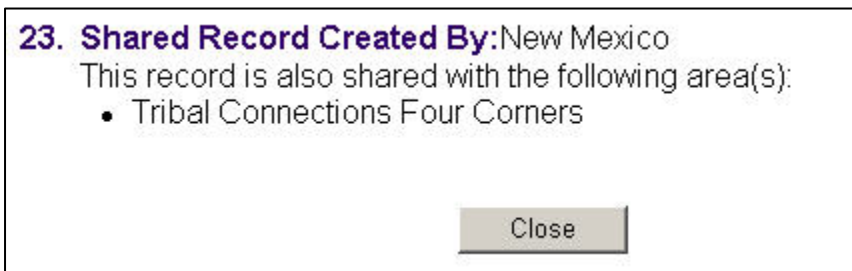 23. Shared Record Created By:New Mexico
This record is also shared with the following area(s):
• Tribal Connections Four Corners
Close